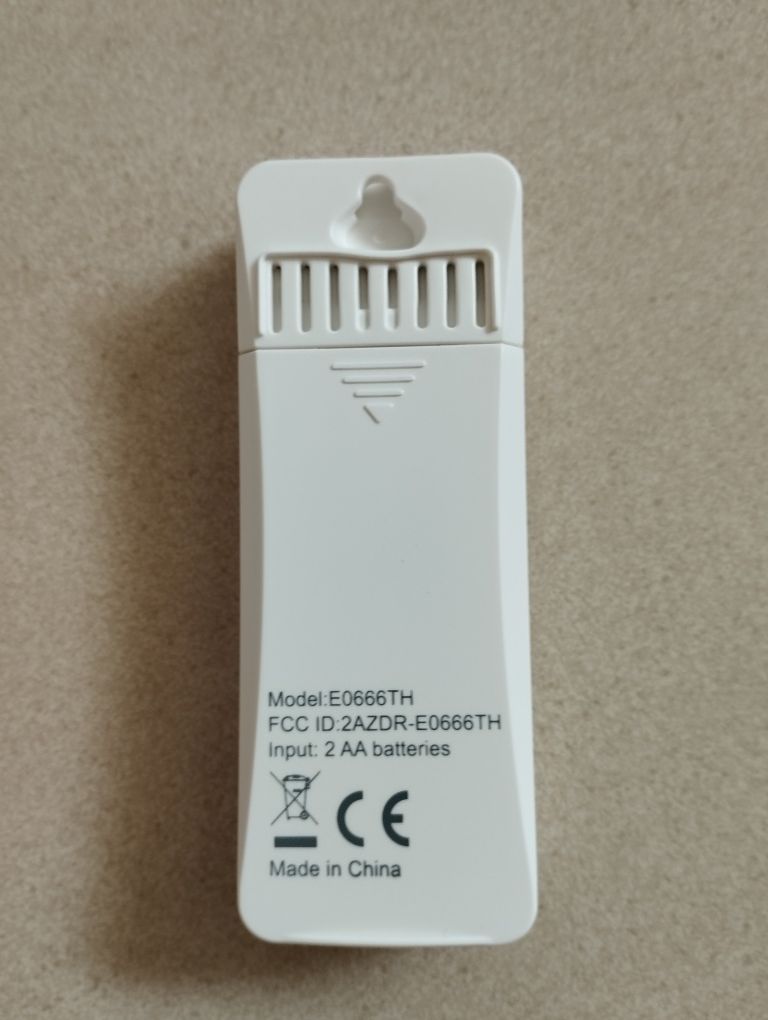 Model:E0666TH
FCC ID:2AZDR-E0666TH
Input: 2 AA batteries
CE
Made in China